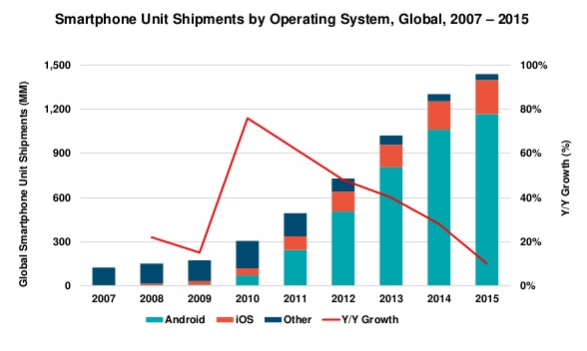 Smartphone Unit Shipments by Operating System, Global, 2007 – 2015
Global Smartphone Unit Shipments (MM)
1,500
1,200
900
600
300
0
100%
80%
60%
40%
20%
0%
Y/Y Growth (%)
2007 2008 2009 2010 2011 2012 2013 2014 2015
Android iOS Other Y/Y Growth